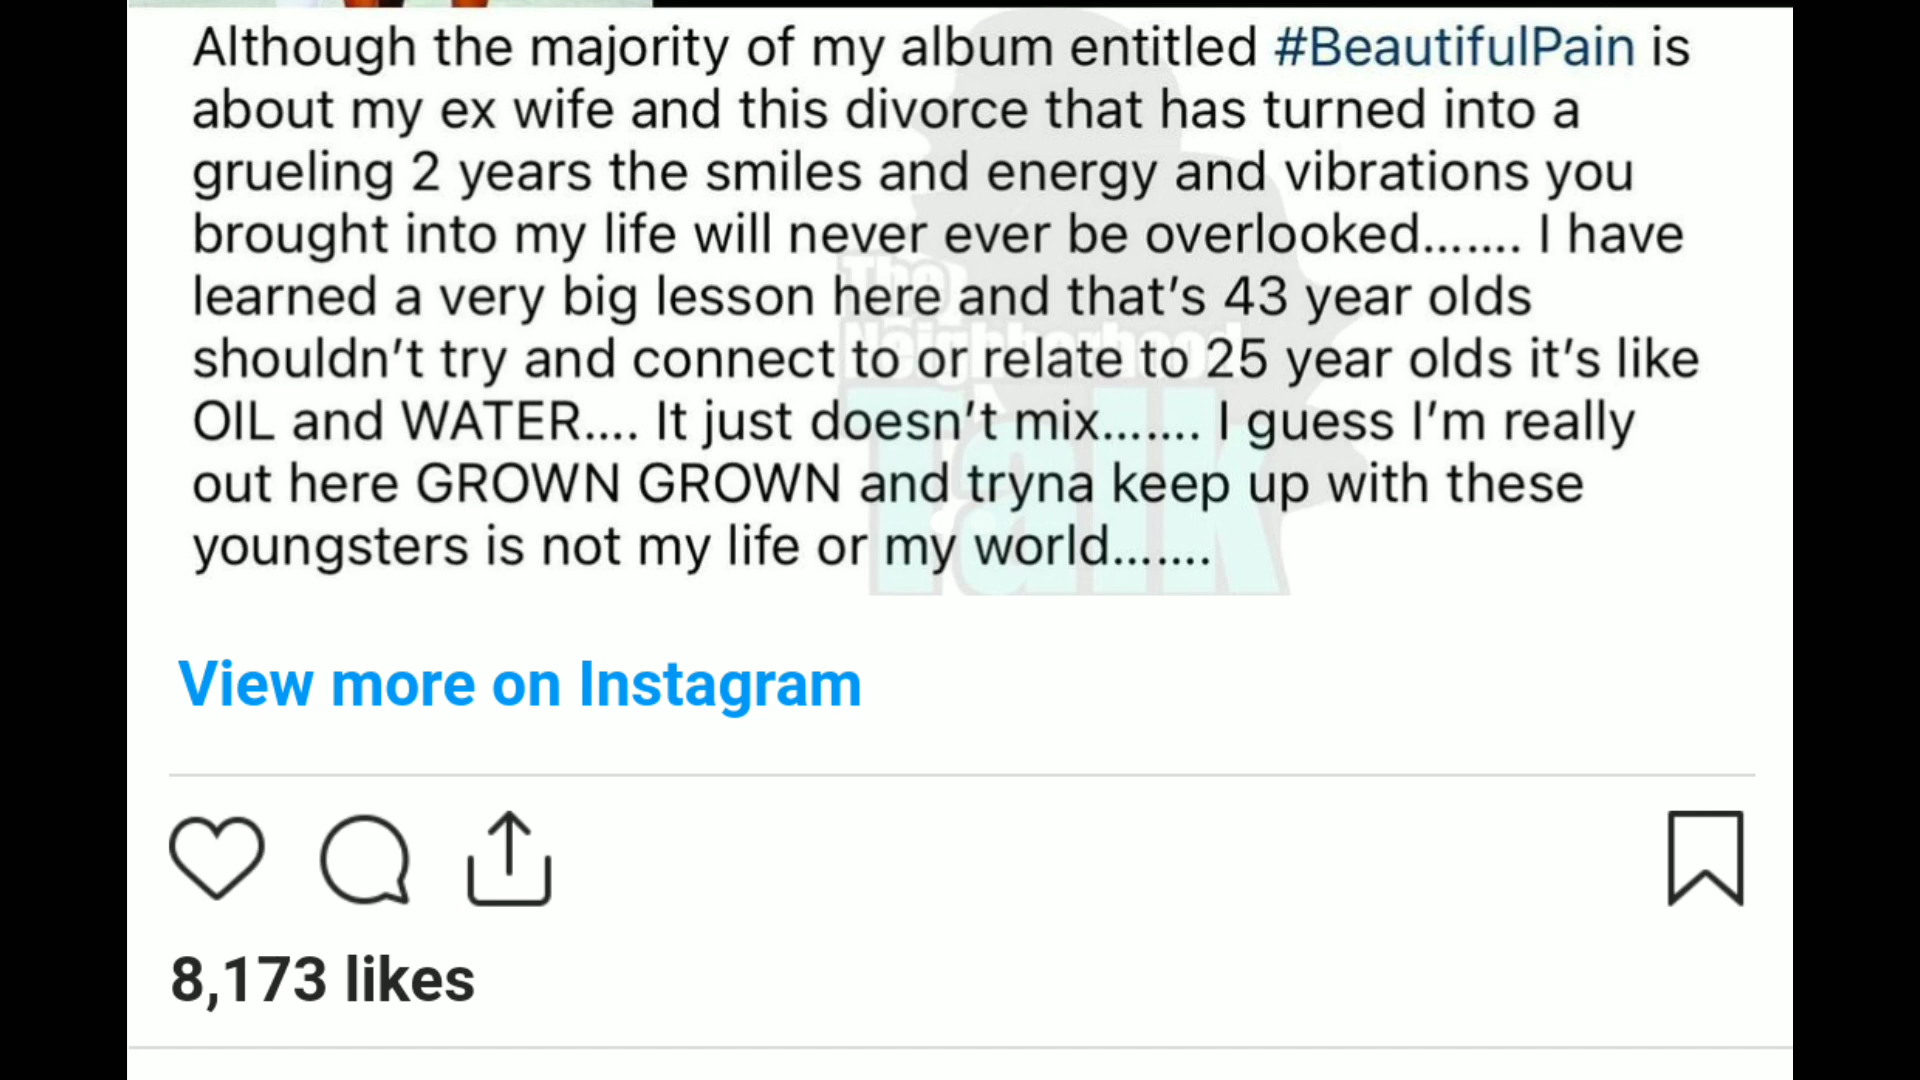 Although the majority of my album entitled #BeautifulPain is
about my ex wife and this divorce that has turned into a
grueling 2 years the smiles and energy and vibrations you
brought into my life will never ever be overlooked....... I have
learned a very big lesson here and that's 43 year olds
shouldn't try and connect to or relate to 25 year olds it's like
OIL and WATER.... It just doesn't mix....... I guess I'm really
out here GROWN GROWN and tryna keep up with these
youngsters is not my life or my world.......
The
Neighborhood
Talk
View more on Instagram
8,173 likes